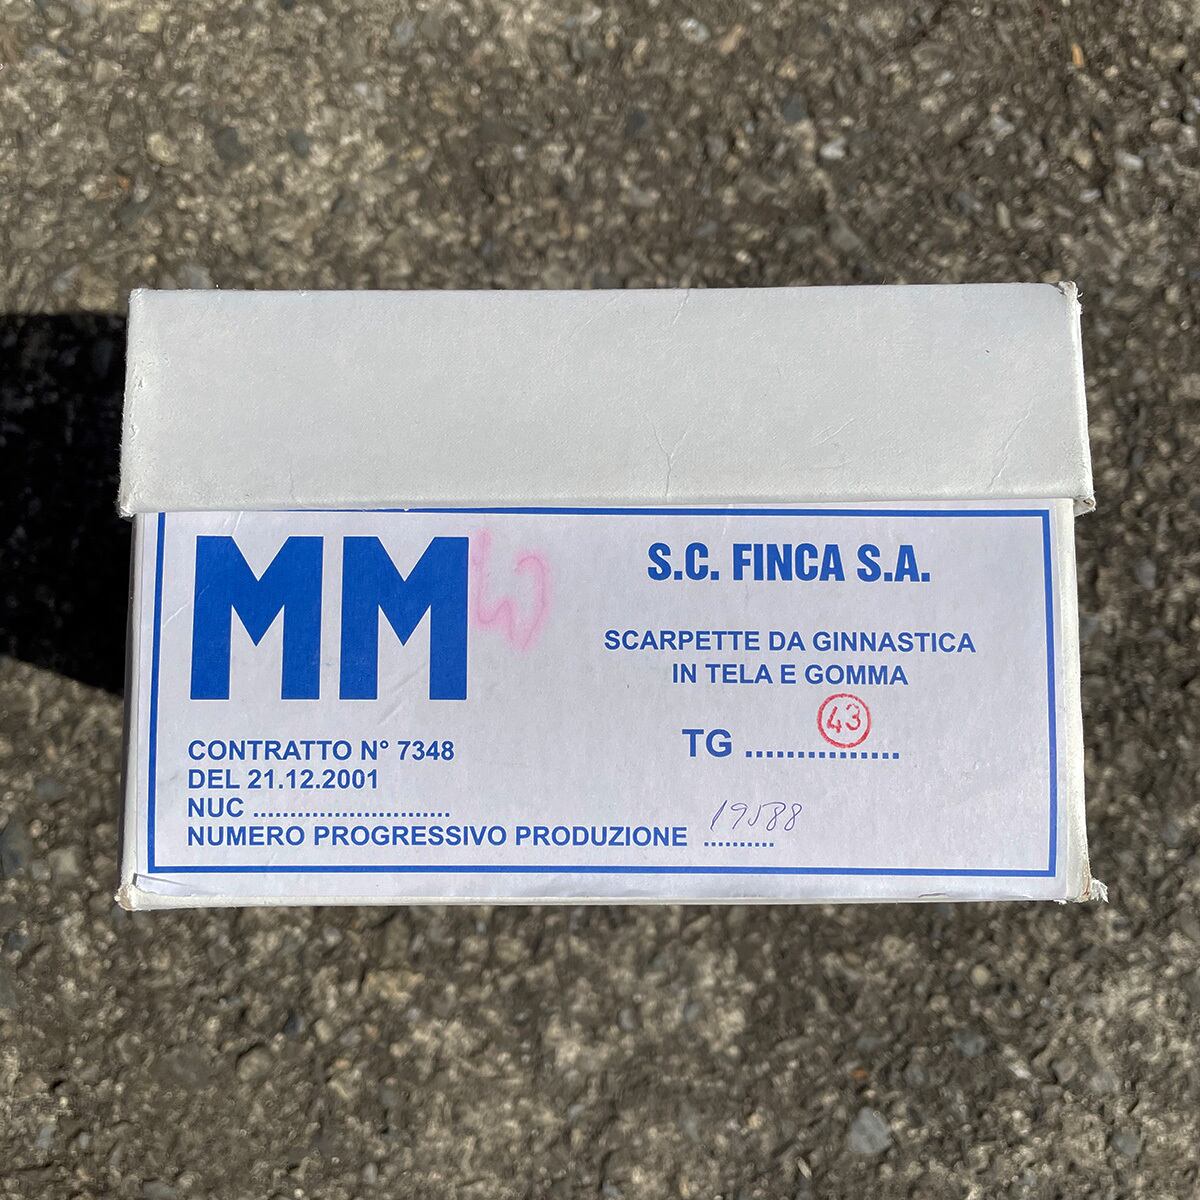 MM
S.C. FINCA S.A.
SCARPETTE DA GINNASTICA
IN TELA E GOMMA
TG ............... 43
CONTRATTO N° 7348
DEL 21.12.2001
NUC ..........................
NUMERO PROGRESSIVO PRODUZIONE .......... 19588